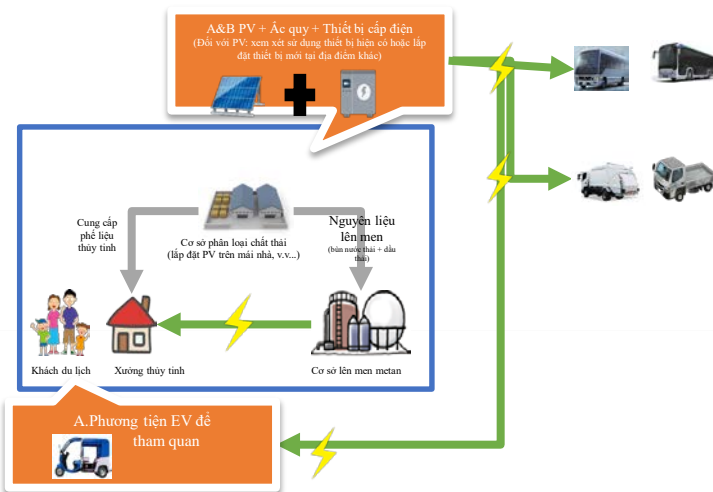 A&B PV + Ắc quy + Thiết bị cấp điện
(Đối với PV: xem xét sử dụng thiết bị hiện có hoặc lắp
đặt thiết bị mới tại địa điểm khác)
Cung cấp
phế liệu
thủy tinh
Cơ sở phân loại chất thải
(lắp đặt PV trên mái nhà, v.v...)
Nguyên liệu
lên men
(bùn nước thải + dầu
thải)
Khách du lịch
Xưởng thủy tinh
Cơ sở lên men metan
A.Phương tiện EV để
tham quan